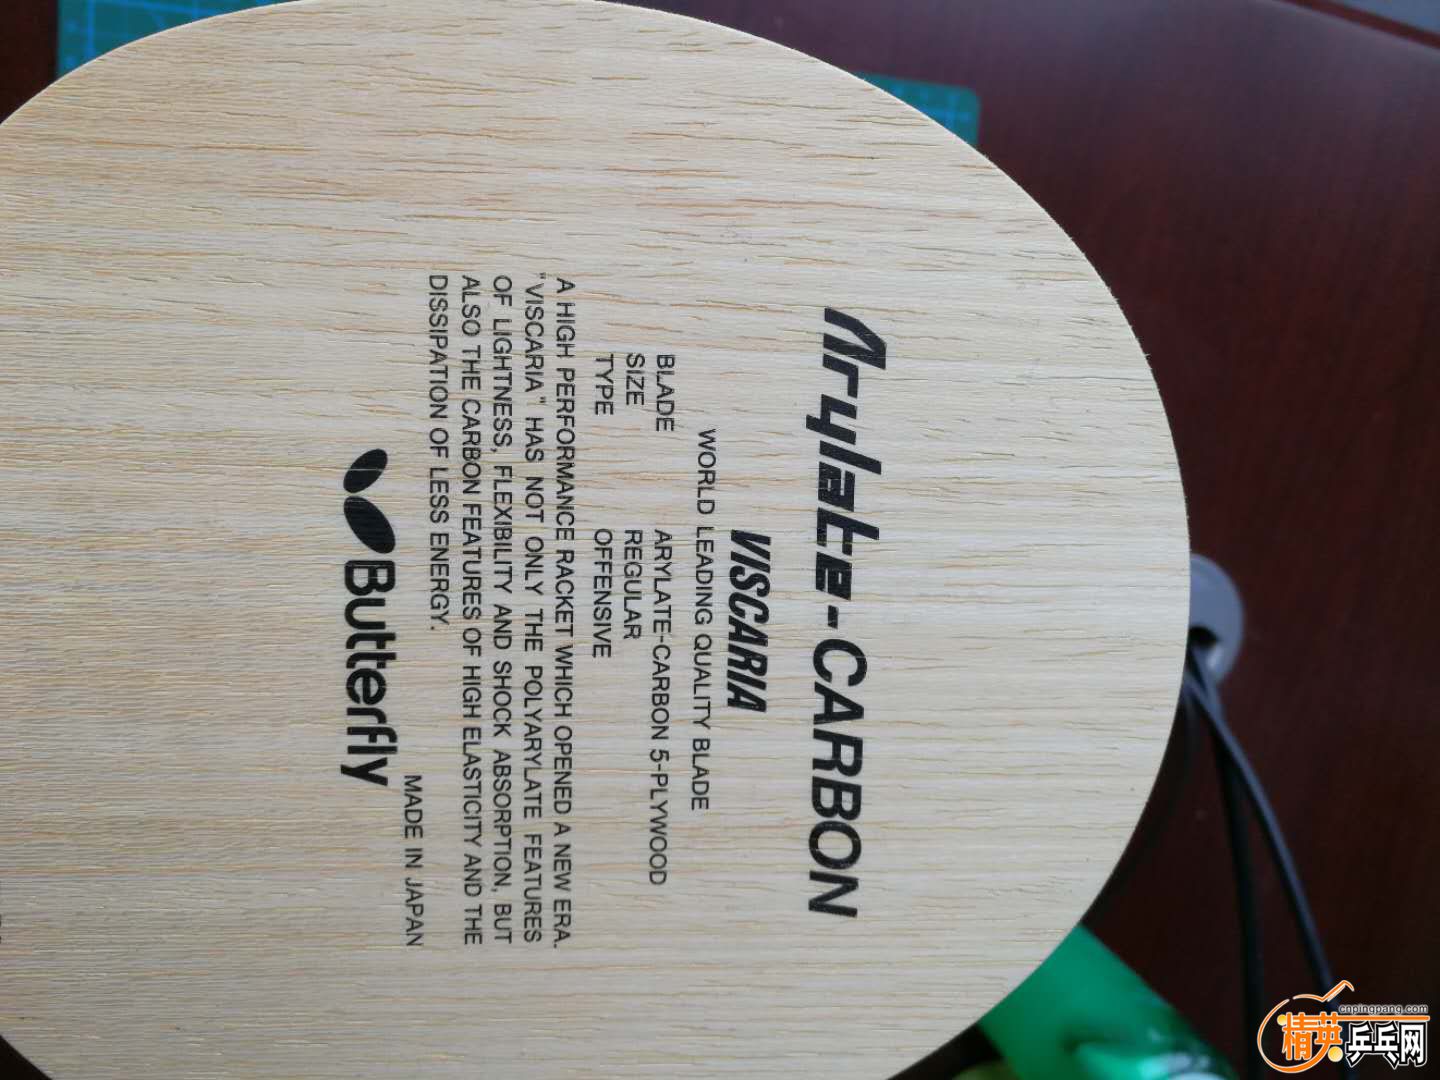 Arylate-CARBON
VISCARIA
WORLD LEADING QUALITY BLADE
BLADE ARYLATE-CARBON 5-PLYWOOD
SIZE REGULAR
TYPE OFFENSIVE
A HIGH PERFORMANCE RACKET WHICH OPENED A NEW ERA.
"VISCARIA" HAS NOT ONLY THE POLYARYLATE FEATURES
OF LIGHTNESS, FLEXIBILITY AND SHOCK ABSORPTION, BUT
ALSO THE CARBON FEATURES OF HIGH ELASTICITY AND THE
DISSIPATION OF LESS ENERGY.
MADE IN JAPAN
Butterfly
cnpingpang.com
精英乒乓网